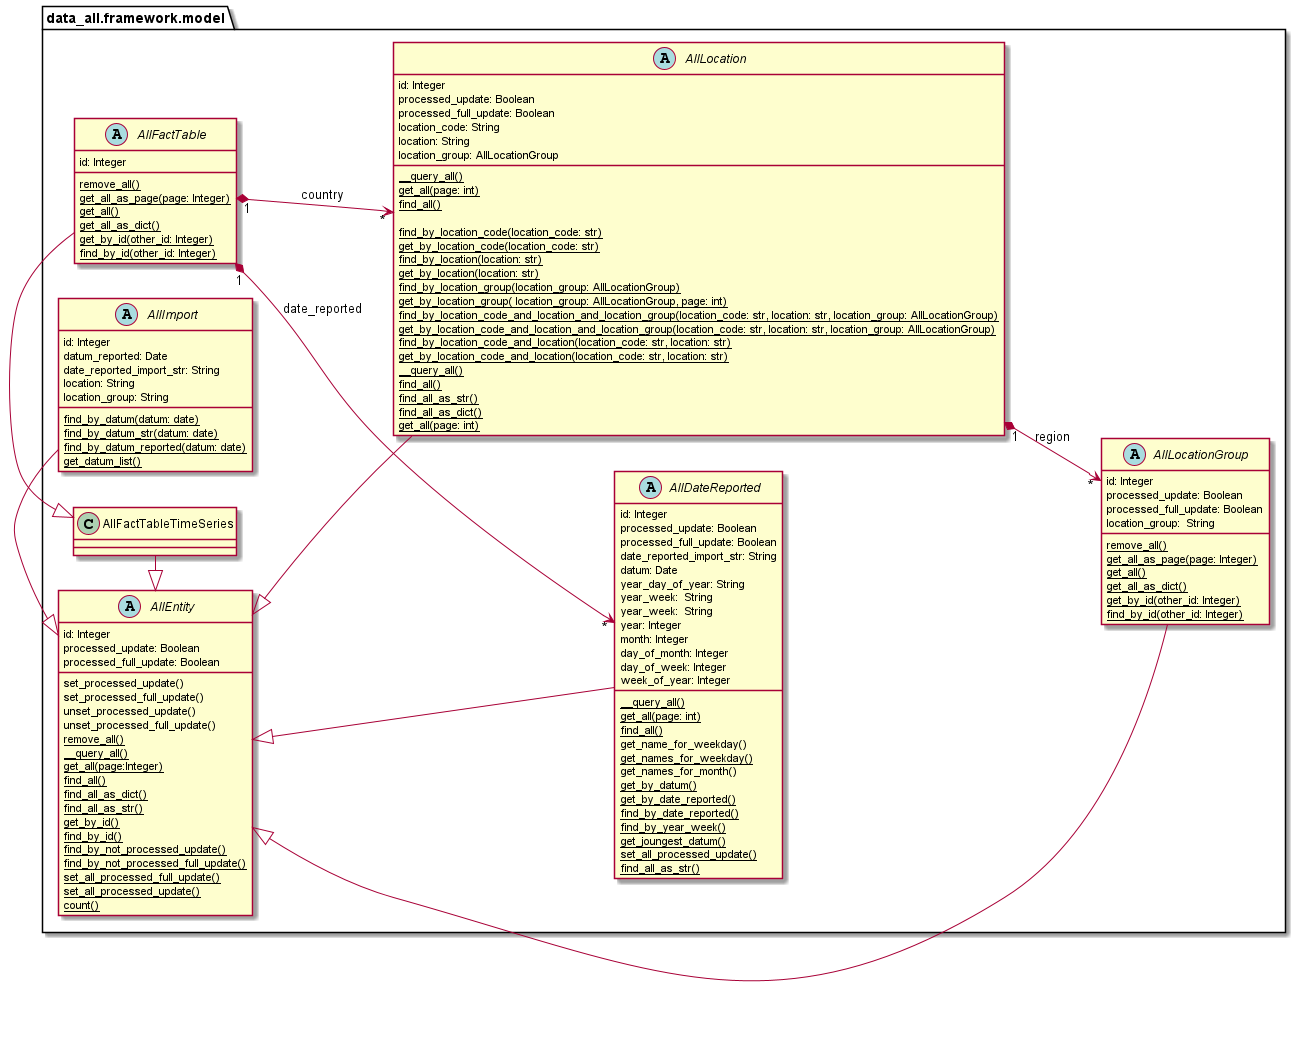 data_all.framework.model
A AllLocation
id: Integer
processed_update: Boolean
processed_full_update: Boolean
location_code: String
location: String
location_group: AllLocationGroup
__query_all()
get_all(page: int)
find_all()
find_by_location_code(location_code: str)
get_by_location_code(location_code: str)
find_by_location(location: str)
get_by_location(location: str)
find_by_location_group(location_group: AllLocationGroup)
get_by_location_group( location_group: AllLocationGroup, page: int)
find_by_location_code_and_location_and_location_group(location_code: str, location: str, location_group: AllLocationGroup)
get_by_location_code_and_location_and_location_group(location_code: str, location: str, location_group: AllLocationGroup)
find_by_location_code_and_location(location_code: str, location: str)
get_by_location_code_and_location(location_code: str, location: str)
__query_all()
find_all()
find_all_as_str()
find_all_as_dict()
get_all(page: int)
A AllFactTable
id: Integer
remove_all()
get_all_as_page(page: Integer)
get_all()
get_all_as_dict()
get_by_id(other_id: Integer)
find_by_id(other_id: Integer)
country
1
*
1
date_reported
*
A AllImport
id: Integer
datum_reported: Date
date_reported_import_str: String
location: String
location_group: String
find_by_datum(datum: date)
find_by_datum_str(datum: date)
find_by_datum_reported(datum: date)
get_datum_list()
1
region
*
A AllLocationGroup
id: Integer
processed_update: Boolean
processed_full_update: Boolean
location_group:  String
remove_all()
get_all_as_page(page: Integer)
get_all()
get_all_as_dict()
get_by_id(other_id: Integer)
find_by_id(other_id: Integer)
A AllDateReported
id: Integer
processed_update: Boolean
processed_full_update: Boolean
date_reported_import_str: String
datum: Date
year_day_of_year: String
year_week:  String
year_week:  String
year: Integer
month: Integer
day_of_month: Integer
day_of_week: Integer
week_of_year: Integer
__query_all()
get_all(page: int)
find_all()
get_name_for_weekday()
get_names_for_weekday()
get_names_for_month()
get_by_datum()
get_by_date_reported()
find_by_date_reported()
find_by_year_week()
get_joungest_datum()
set_all_processed_update()
find_all_as_str()
C AllFactTableTimeSeries
A AllEntity
id: Integer
processed_update: Boolean
processed_full_update: Boolean
set_processed_update()
set_processed_full_update()
unset_processed_update()
unset_processed_full_update()
remove_all()
__query_all()
get_all(page:Integer)
find_all()
find_all_as_dict()
find_all_as_str()
get_by_id()
find_by_id()
find_by_not_processed_update()
find_by_not_processed_full_update()
set_all_processed_full_update()
set_all_processed_update()
count()